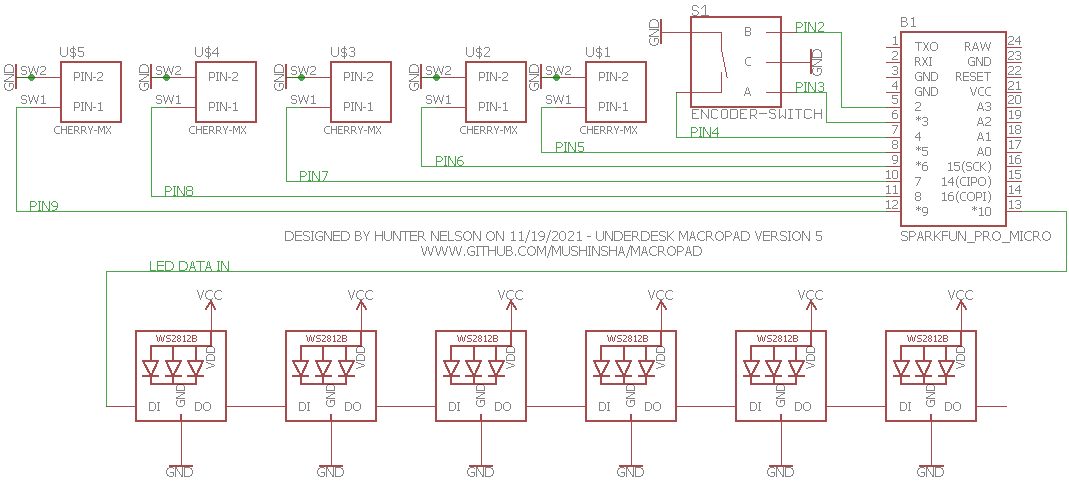 S1
B1
GND
B
PIN2
C
GND
A
PIN3
ENCODER-SWITCH
PIN4
1 TXO RAW 24
2 RXI GND 23
3 GND RESET 22
4 GND VCC 21
5 2 A3 20
6 *3 A2 19
7 4 A1 18
8 *5 A0 17
9 *6 15(SCK) 16
10 7 14(CIPO) 15
11 8 16(COPI) 14
12 *9 *10 13
SPARKFUN_PRO_MICRO
U$5 U$4 U$3 U$2 U$1
GND SW2 PIN-2 GND SW2 PIN-2 GND SW2 PIN-2 GND SW2 PIN-2 GND SW2 PIN-2
SW1 PIN-1 SW1 PIN-1 SW1 PIN-1 SW1 PIN-1 SW1 PIN-1
CHERRY-MX CHERRY-MX CHERRY-MX CHERRY-MX CHERRY-MX
PIN5
PIN6
PIN7
PIN8
PIN9
DESIGNED BY HUNTER NELSON ON 11/19/2021 - UNDERDESK MACROPAD VERSION 5
WWW.GITHUB.COM/MUSHINSHA/MACROPAD
LED DATA IN
VCC VCC VCC VCC VCC VCC
WS2812B WS2812B WS2812B WS2812B WS2812B WS2812B
VDD VDD VDD VDD VDD VDD
GND GND GND GND GND GND
DI DO DI DO DI DO DI DO DI DO DI DO
GND GND GND GND GND GND